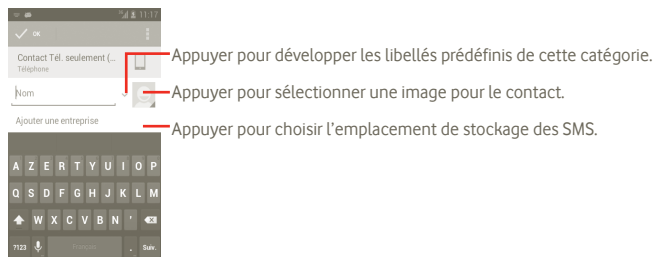 11:17
OK
Contact Tél. seulement (...
Téléphone
Appuyer pour développer les libellés prédéfinis de cette catégorie.
Nom
Appuyer pour sélectionner une image pour le contact.
Ajouter une entreprise
Appuyer pour choisir l'emplacement de stockage des SMS.
A Z E R T Y U I O P
Q S D F G H J K L M
W X C V B N '
?123 Français . Suiv.